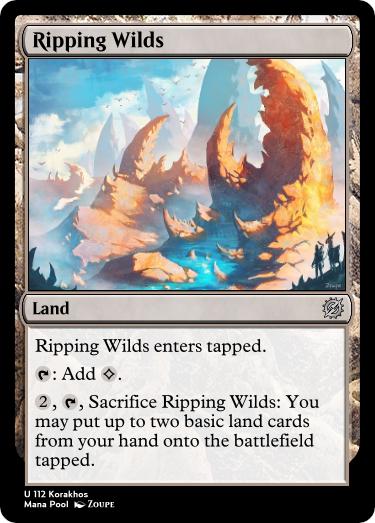 Ripping Wilds
Zoupe
Land
Ripping Wilds enters tapped.
: Add .
2, , Sacrifice Ripping Wilds: You
may put up to two basic land cards
from your hand onto the battlefield
tapped.
U 112 Korakhos
Mana Pool ZOUPE